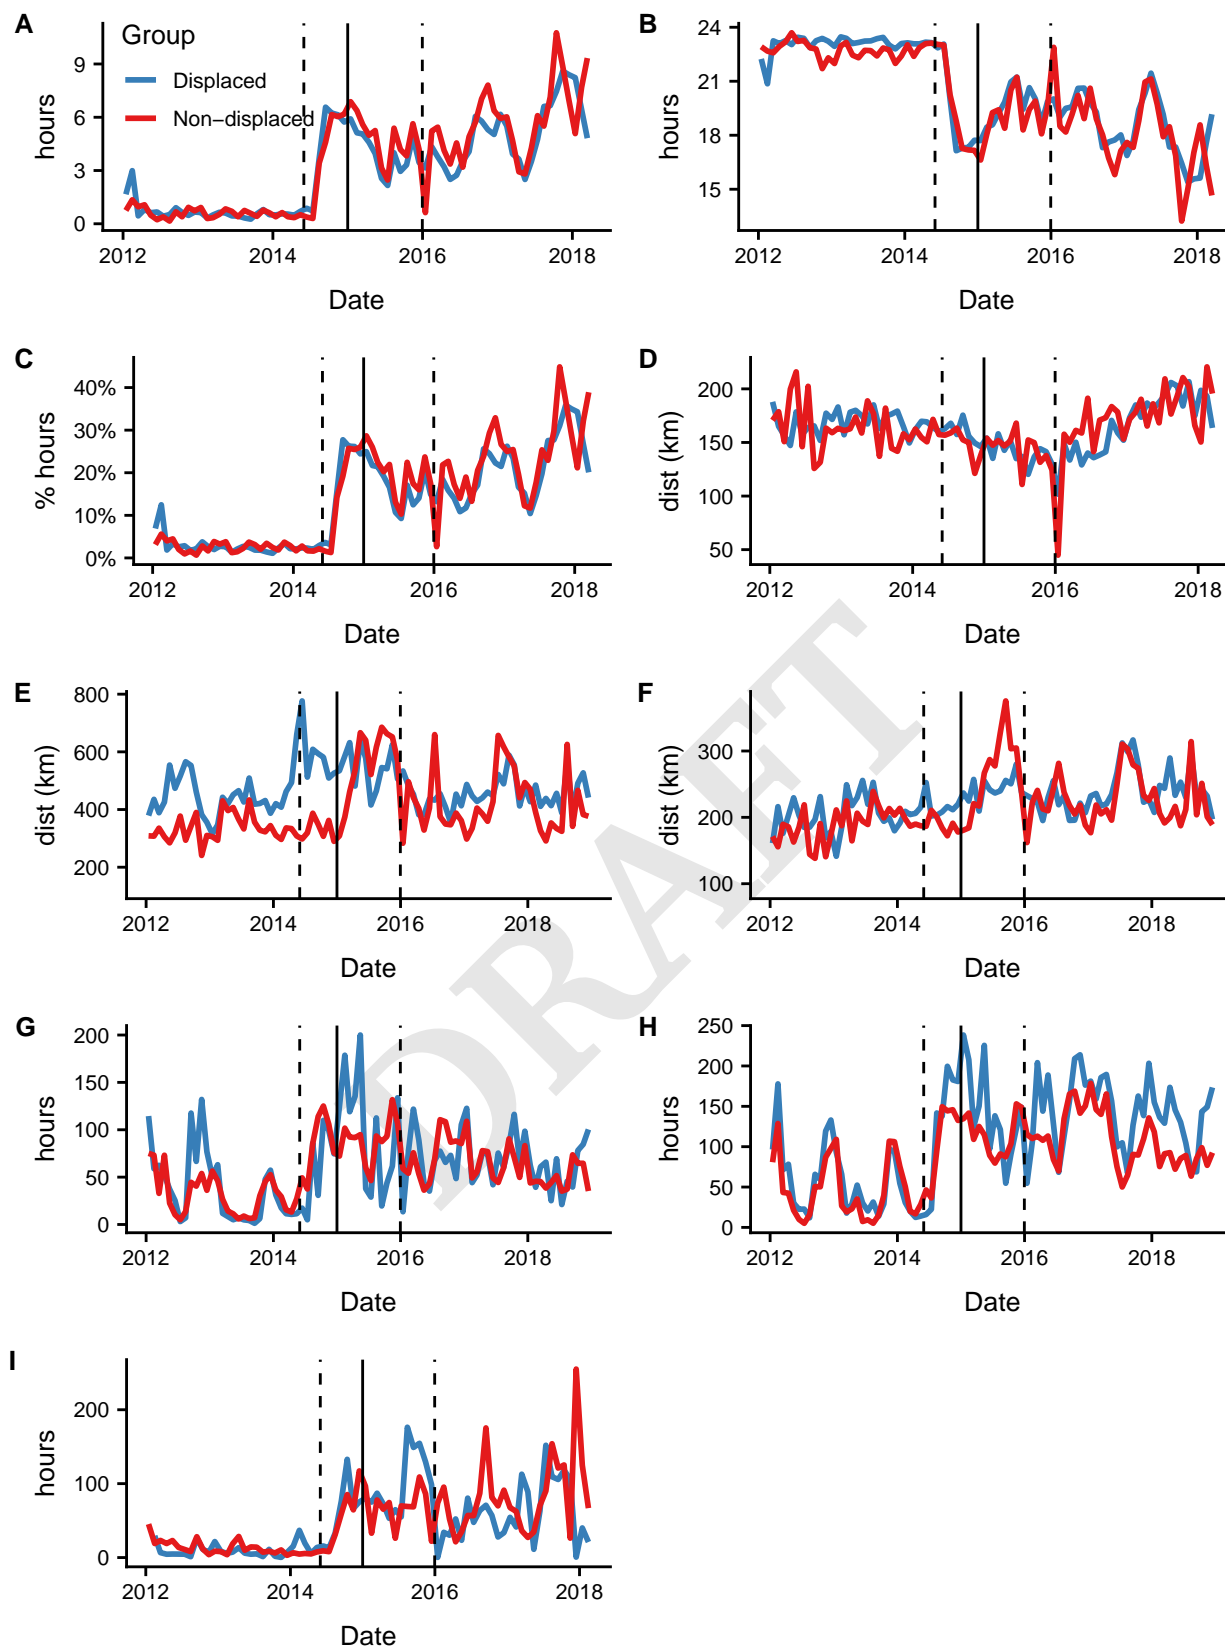 A
Group
Displaced
Non−displaced
hours
9
6
3
0
2012 2014 2016 2018
Date
B
hours
24
21
18
15
2012 2014 2016 2018
Date
C
% hours
40%
30%
20%
10%
0%
2012 2014 2016 2018
Date
D
dist (km)
200
150
100
50
2012 2014 2016 2018
Date
E
dist (km)
800
600
400
200
2012 2014 2016 2018
Date
F
dist (km)
300
200
100
2012 2014 2016 2018
Date
G
hours
200
150
100
50
0
2012 2014 2016 2018
Date
H
hours
250
200
150
100
50
0
2012 2014 2016 2018
Date
I
hours
200
100
0
2012 2014 2016 2018
Date
DRAFT